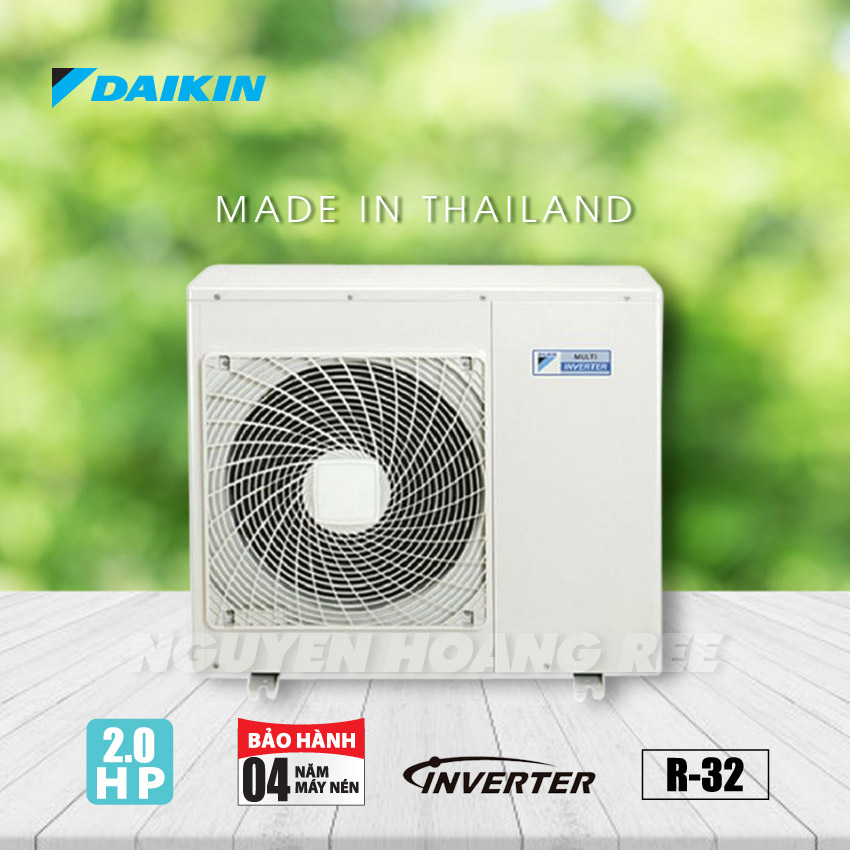 DAIKIN
MADE IN THAILAND
DAIKIN
MULTI
INVERTER
NGUYEN HOANG REE
2.0
HP
BẢO HÀNH
04 NĂM
MÁY NÉN
INVERTER
R-32